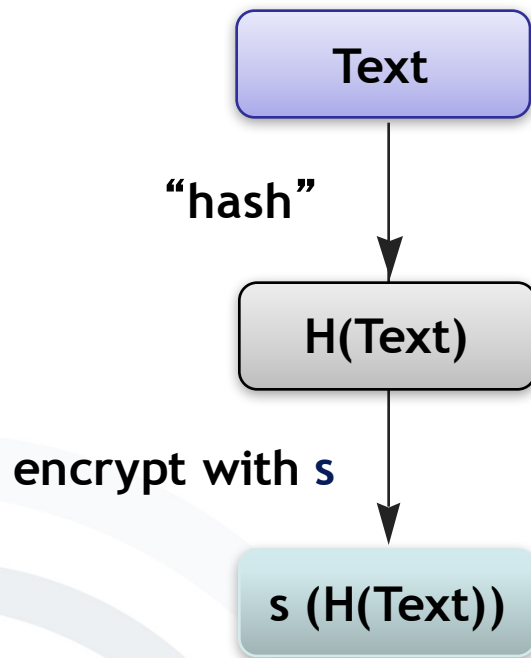 Text
“hash”
H(Text)
encrypt with s
s (H(Text))